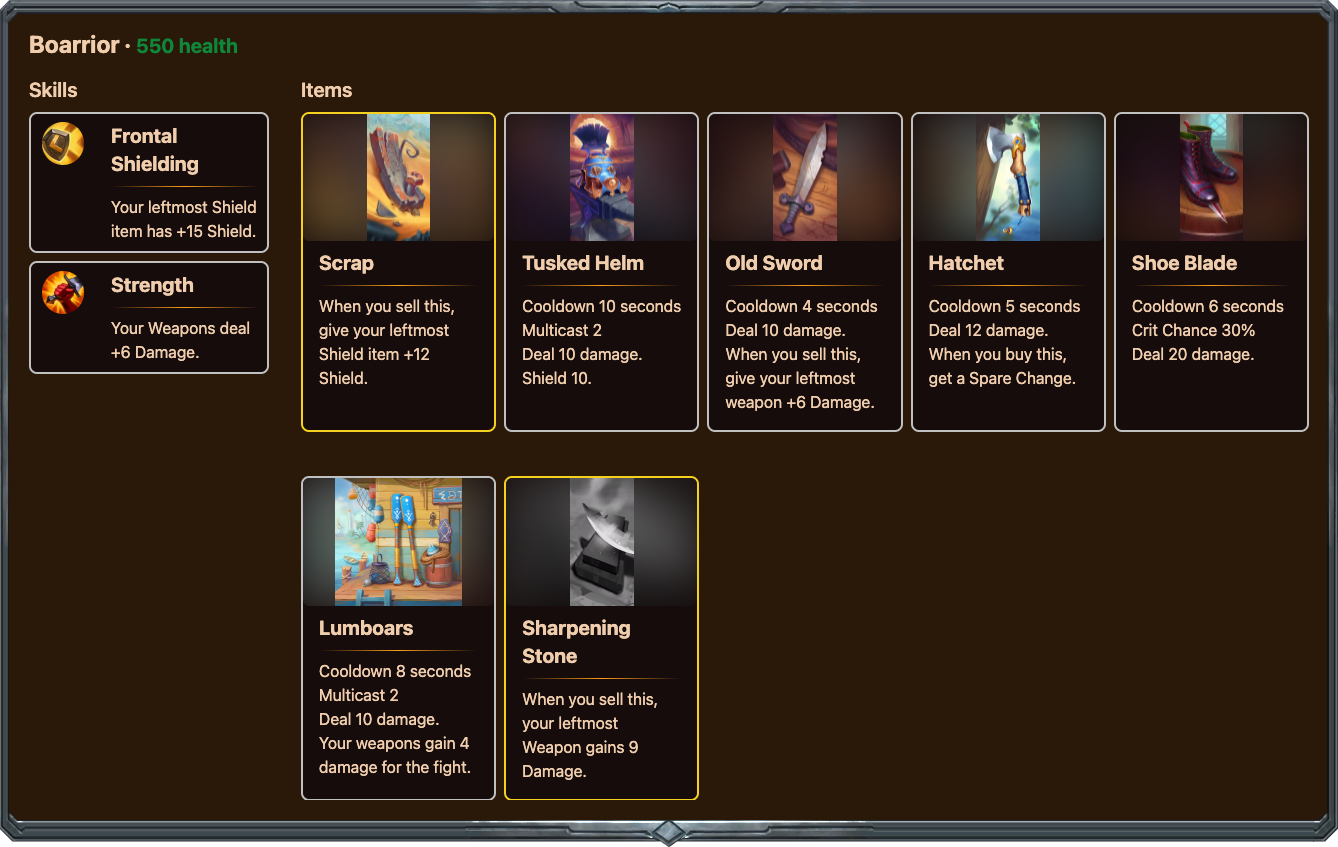 Boarrior · 550 health
Skills
Frontal
Shielding
Your leftmost Shield
item has +15 Shield.
Strength
Your Weapons deal
+6 Damage.
Items
Scrap
When you sell this,
give your leftmost
Shield item +12
Shield.
Tusked Helm
Cooldown 10 seconds
Multicast 2
Deal 10 damage.
Shield 10.
Old Sword
Cooldown 4 seconds
Deal 10 damage.
When you sell this,
give your leftmost
weapon +6 Damage.
Hatchet
Cooldown 5 seconds
Deal 12 damage.
When you buy this,
get a Spare Change.
Shoe Blade
Cooldown 6 seconds
Crit Chance 30%
Deal 20 damage.
Lumboars
Cooldown 8 seconds
Multicast 2
Deal 10 damage.
Your weapons gain 4
damage for the fight.
Sharpening
Stone
When you sell this,
your leftmost
Weapon gains 9
Damage.